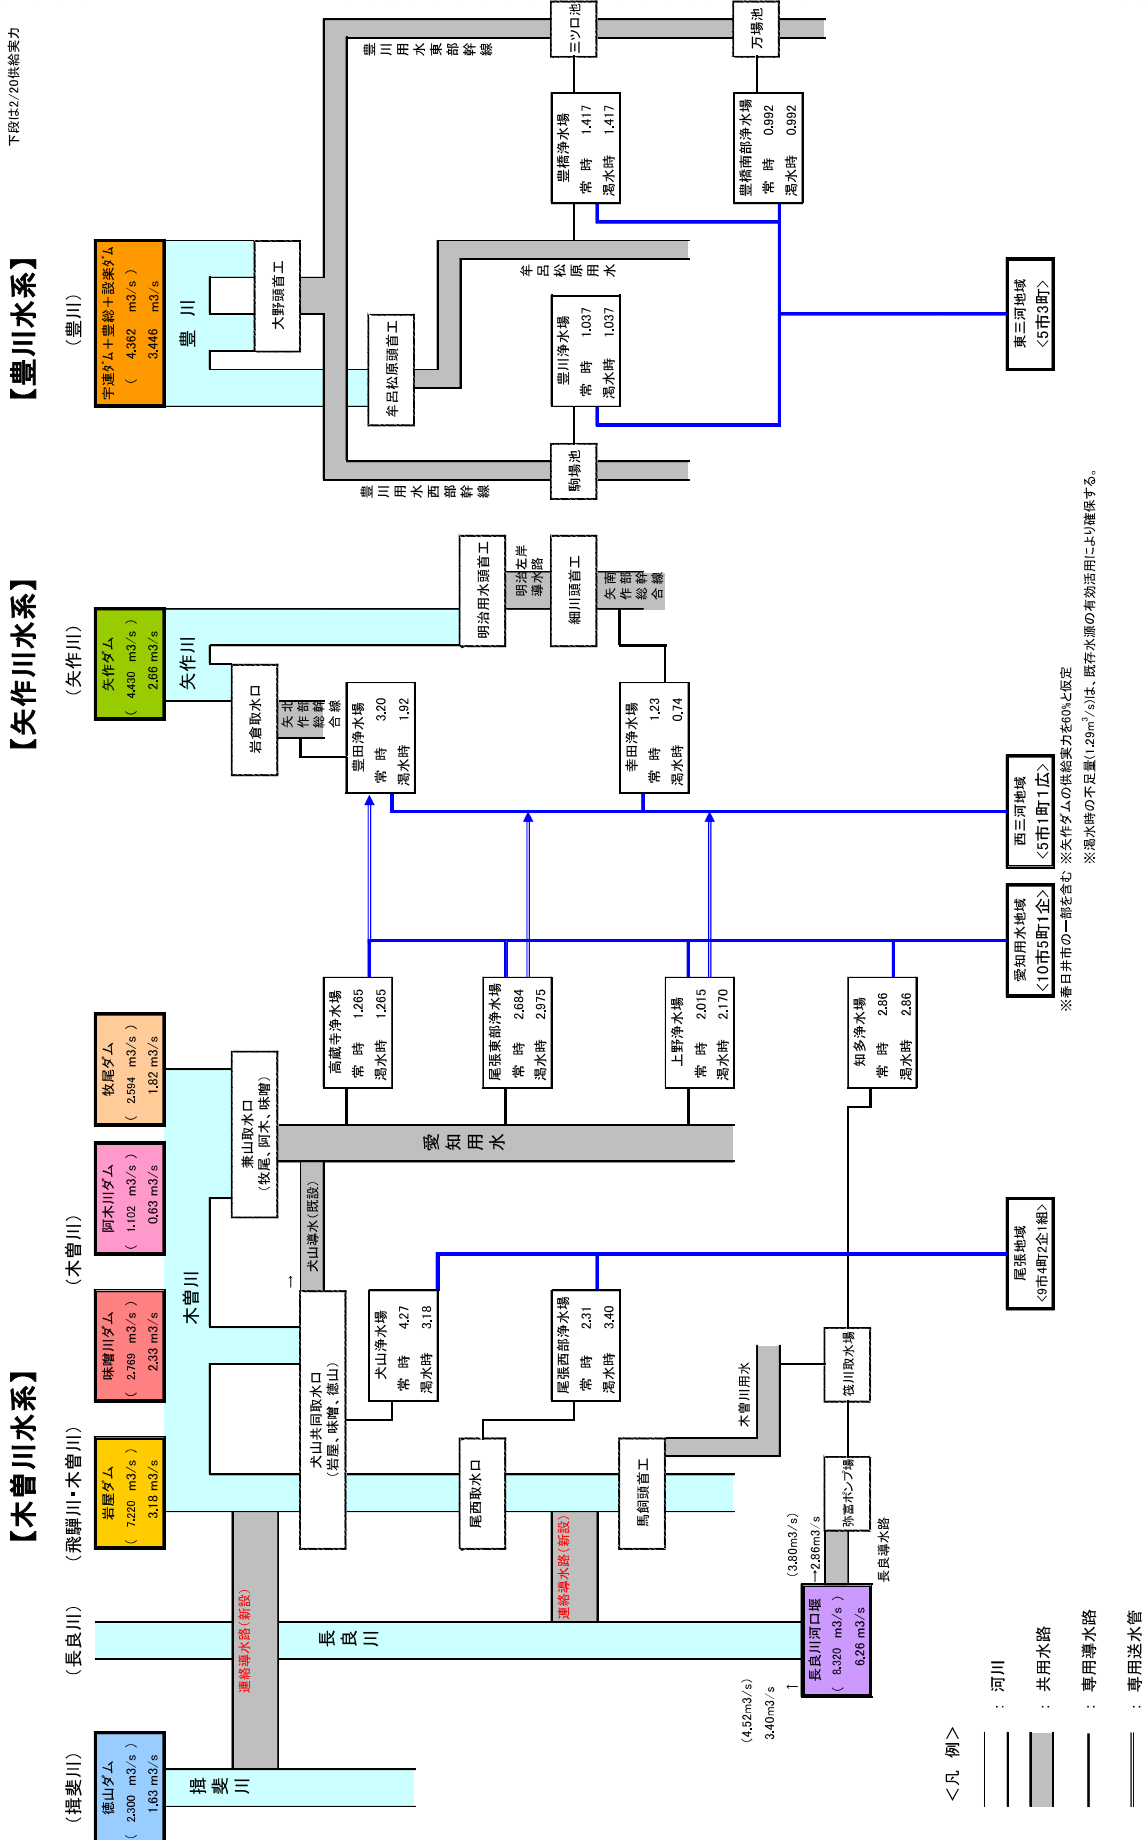 下段は2/20供給実力
【木曽川水系】
【矢作川水系】
【豊川水系】
(揖斐川)
(長良川)
(飛騨川・木曽川)
(木曽川)
(矢作川)
(豊川)
徳山ダム
( 2.300 m3/s )
1.63 m3/s
岩屋ダム
( 7.220 m3/s )
3.18 m3/s
味噌川ダム
( 2.769 m3/s )
2.33 m3/s
阿木川ダム
( 1.102 m3/s )
0.63 m3/s
牧尾ダム
( 2.594 m3/s )
1.82 m3/s
矢作ダム
( 4.430 m3/s )
2.66 m3/s
宇連ダム+豊総+設楽ダム
( 4.362 m3/s )
3.446 m3/s
揖斐川
木曽川
矢作川
豊川
連絡導水路(新設)
長良川
兼山取水口
(牧尾、阿木、味噌)
岩倉取水口
大野頭首工
犬山共同取水口
(岩屋、味噌、徳山)
→
犬山導水(既設)
矢作北部幹線総合
豊川用水西部幹線
豊川用水東部幹線
犬山浄水場
常 時 4.27
渇水時 3.18
高蔵寺浄水場
常 時 1.265
渇水時 1.265
豊田浄水場
常 時 3.20
渇水時 1.92
牟呂松原頭首工
愛知用水
尾西取水口
尾張東部浄水場
常 時 2.684
渇水時 2.975
明治用水頭首工
明治左岸
導水路
牟呂松原用水
連絡導水路(新設)
尾張西部浄水場
常 時 2.31
渇水時 3.40
細川頭首工
駒場池
豊川浄水場
常 時 1.037
渇水時 1.037
豊橋浄水場
常 時 1.417
渇水時 1.417
三ツ口池
矢作南部幹線総合
馬飼頭首工
上野浄水場
常 時 2.015
渇水時 2.170
幸田浄水場
常 時 1.23
渇水時 0.74
豊橋南部浄水場
常 時 0.992
渇水時 0.992
万場池
木曽川用水
(4.52m3/s)
3.40m3/s
↑
長良川河口堰
( 8.320 m3/s )
6.26 m3/s
(3.80m3/s)
→2.86m3/s
弥富ポンプ場
筏川取水場
知多浄水場
常 時 2.86
渇水時 2.86
長良導水路
尾張地域
<9市4町2企1組>
愛知用水地域
<10市5町1企>
西三河地域
<5市1町1広>
東三河地域
<5市3町>
※春日井市の一部を含む
※矢作ダムの供給実力を60%と仮定
※渇水時の不足量(1.29m³/s)は、既存水源の有効活用により確保する。
<凡 例>
: 河川
: 共用水路
: 専用導水路
: 専用送水管